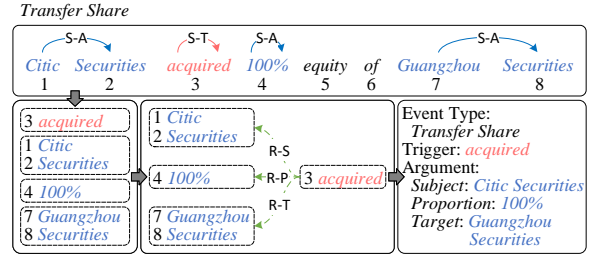 Transfer Share
S-A S-T S-A S-A
Citic Securities acquired 100% equity of Guangzhou Securities
1 2 3 4 5 6 7 8
3 acquired
1 Citic
2 Securities
4 100%
7 Guangzhou
8 Securities
1 Citic
2 Securities
4 100%
7 Guangzhou
8 Securities
R-S
R-P
R-T
3 acquired
Event Type:
Transfer Share
Trigger: acquired
Argument:
Subject: Citic Securities
Proportion: 100%
Target: Guangzhou
Securities